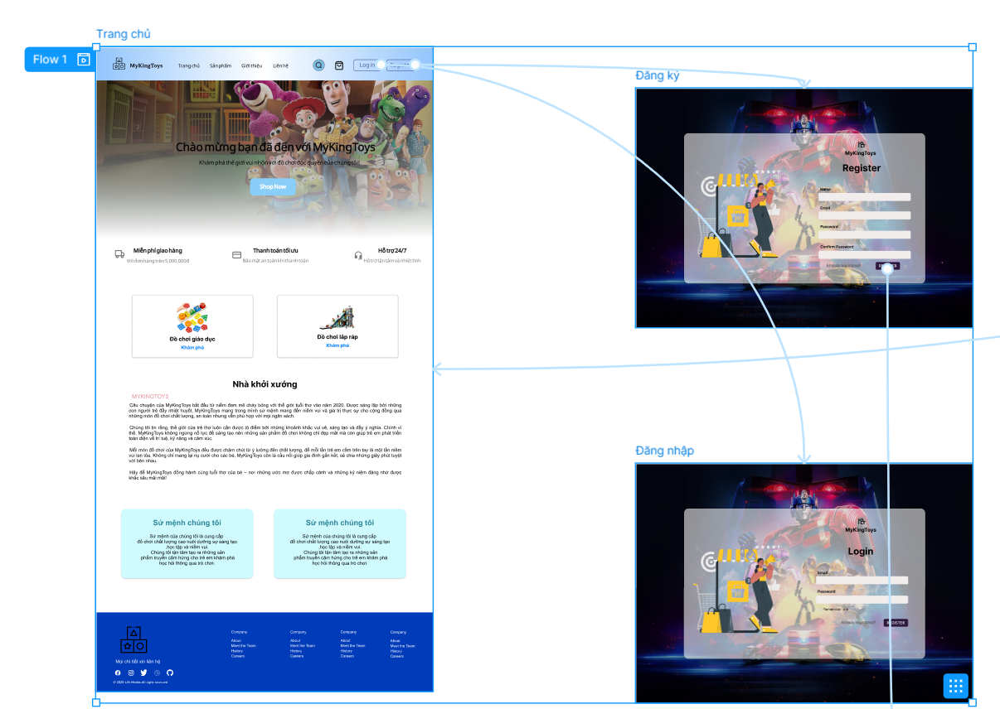 Trang chủ
Flow 1
MyKingToys
Trang chủ
Sản phẩm
Giới thiệu
Liên hệ
Log in
Register
Chào mừng bạn đã đến với MyKingToys
Khám phá thế giới vui nhộn với đồ chơi độc quyền của chúng tôi!
Shop Now
Miễn phí giao hàng
Với đơn hàng trên 5,000,000đ
Thanh toán tối ưu
Bảo mật an toàn khi thanh toán
Hỗ trợ 24/7
Hỗ trợ tận tâm và nhiệt tình
Đồ chơi giáo dục
Khám phá
Đồ chơi lắp ráp
Khám phá
Nhà khởi xướng
MYKINGTOYS
Câu chuyện của MyKingToys bắt đầu từ niềm đam mê cháy bỏng với thế giới tuổi thơ vào năm 2020. Được sáng lập bởi những
con người trẻ đầy nhiệt huyết, MyKingToys mang trong mình sứ mệnh mang đến niềm vui và giá trị thực sự cho cộng đồng qua
những món đồ chơi chất lượng, an toàn nhưng vẫn phù hợp với mọi ngân sách.
Chúng tôi tin rằng, thế giới của trẻ thơ luôn cần được tô điểm bởi những khoảnh khắc vui vẻ, sáng tạo và đầy ý nghĩa. Chính vì
thế, MyKingToys không ngừng nỗ lực để sáng tạo nên những sản phẩm đồ chơi không chỉ đẹp mắt mà còn giúp trẻ em phát triển
toàn diện về trí tuệ, kỹ năng và cảm xúc.
Mỗi món đồ chơi của MyKingToys đều được chăm chút từ ý tưởng đến chất lượng, để mỗi lần trẻ em cầm trên tay là một lần niềm
vui lan tỏa. Không chỉ mang lại nụ cười cho các bé, MyKingToys còn là cầu nối giúp gia đình gắn kết, sẻ chia những giây phút tuyệt
vời bên nhau.
Hãy để MyKingToys đồng hành cùng tuổi thơ của bé – nơi những ước mơ được chắp cánh và những kỷ niệm đáng nhớ được
khắc sâu mãi mãi!
Sứ mệnh chúng tôi
Sứ mệnh của chúng tôi là cung cấp
đồ chơi chất lượng cao nuôi dưỡng sự sáng tạo
,học tập và niềm vui.
Chúng tôi tận tâm tạo ra những sản
phẩm truyền cảm hứng cho trẻ em khám phá
học hỏi thông qua trò chơi.
Sứ mệnh chúng tôi
Sứ mệnh của chúng tôi là cung cấp
đồ chơi chất lượng cao nuôi dưỡng sự sáng tạo
,học tập và niềm vui.
Chúng tôi tận tâm tạo ra những sản
phẩm truyền cảm hứng cho trẻ em khám phá
học hỏi thông qua trò chơi.
Mọi chi tiết xin liên hệ
Company
About
Meet the Team
History
Careers
Company
About
Meet the Team
History
Careers
Company
About
Meet the Team
History
Careers
Company
About
Meet the Team
History
Careers
Đăng ký
MyKingToys
Register
Name
Email
Password
Confirm Password
Already registered?
Đăng nhập
MyKingToys
Login
Email
Password
Remember me
Already registered?
REGISTER